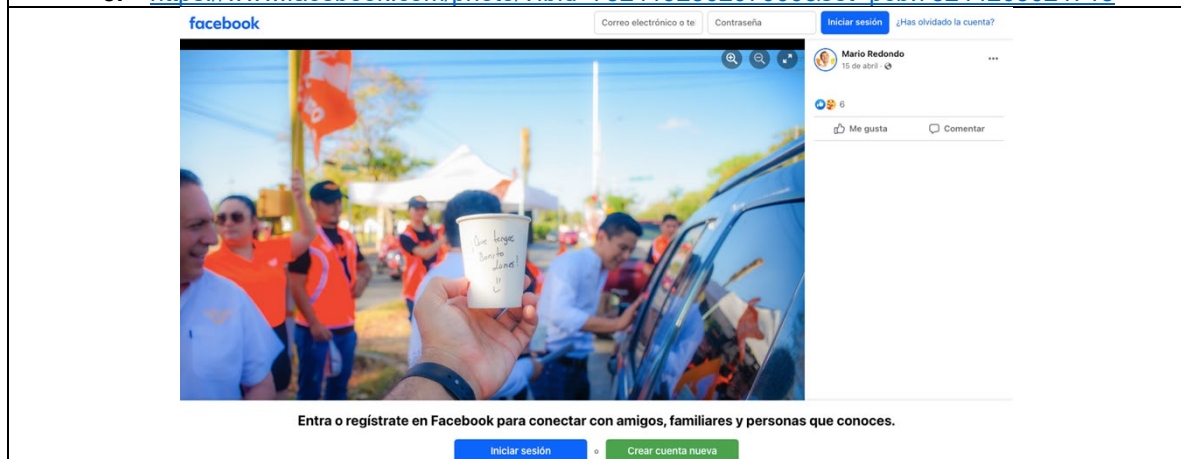 facebook
Correo electrónico o te
Contraseña
Iniciar sesión
¿Has olvidado la cuenta?
Mario Redondo
15 de abril
6
Me gusta
Comentar
¡Que tengas
Bonito
Lunes!
Entra o regístrate en Facebook para conectar con amigos, familiares y personas que conoces.
Iniciar sesión
o
Crear cuenta nueva